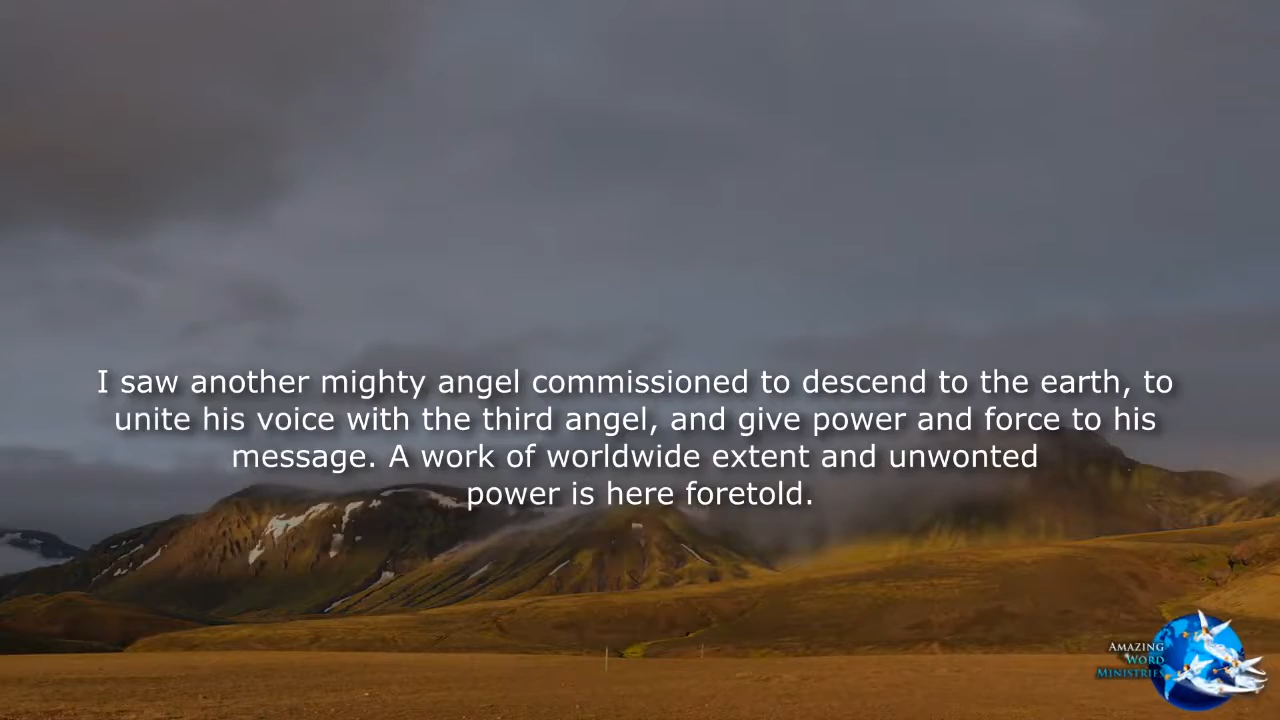 I saw another mighty angel commissioned to descend to the earth, to
unite his voice with the third angel, and give power and force to his
message. A work of worldwide extent and unwonted
power is here foretold.
AMAZING
WORD
MINISTRIES